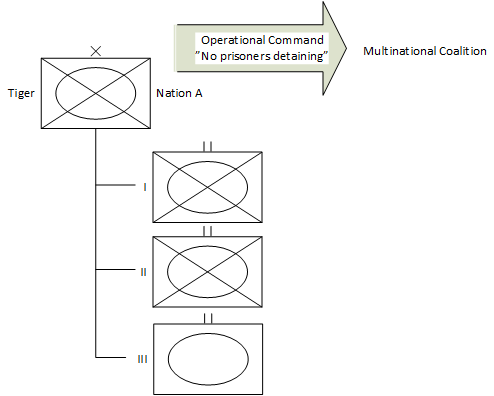 Operational Command
”No prisoners detaining”
Multinational Coalition
Tiger
Nation A
I
II
III